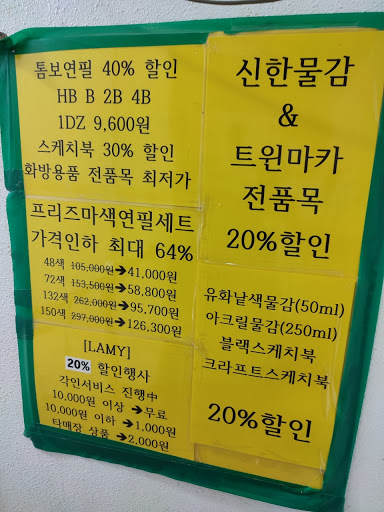 톰보연필 40% 할인
HB B 2B 4B
1DZ 9,600원
스케치북 30% 할인
화방용품 전품목 최저가
프리즈마색연필세트
가격인하 최대 64%
48색 105,000원➔41,000원
72색 153,500원➔58,800원
132색 262,000원➔95,700원
150색 297,000원➔126,300원
[LAMY]
20% 할인행사
각인서비스 진행中
10,000원 이상 ➔무료
10,000원 이하 ➔1,000원
타매장 상품 ➔2,000원
신한물감
&
트윈마카
전품목
20%할인
유화낱색물감(50ml)
아크릴물감(250ml)
블랙스케치북
크라프트스케치북
20%할인